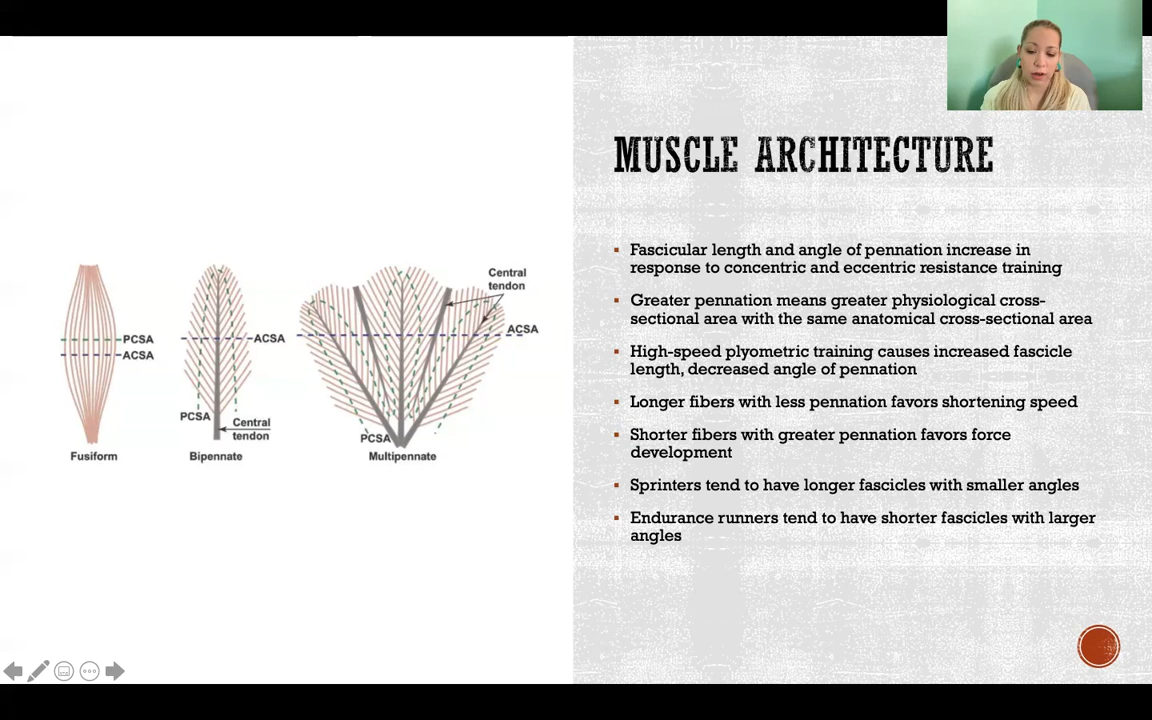 MUSCLE ARCHITECTURE
Fascicular length and angle of pennation increase in
response to concentric and eccentric resistance training
Greater pennation means greater physiological cross-
sectional area with the same anatomical cross-sectional area
High-speed plyometric training causes increased fascicle
length, decreased angle of pennation
Longer fibers with less pennation favors shortening speed
Shorter fibers with greater pennation favors force
development
Sprinters tend to have longer fascicles with smaller angles
Endurance runners tend to have shorter fascicles with larger
angles
PCSA
ACSA
Fusiform
ACSA
PCSA
Central
tendon
Bipennate
Central
tendon
ACSA
PCSA
Multipennate